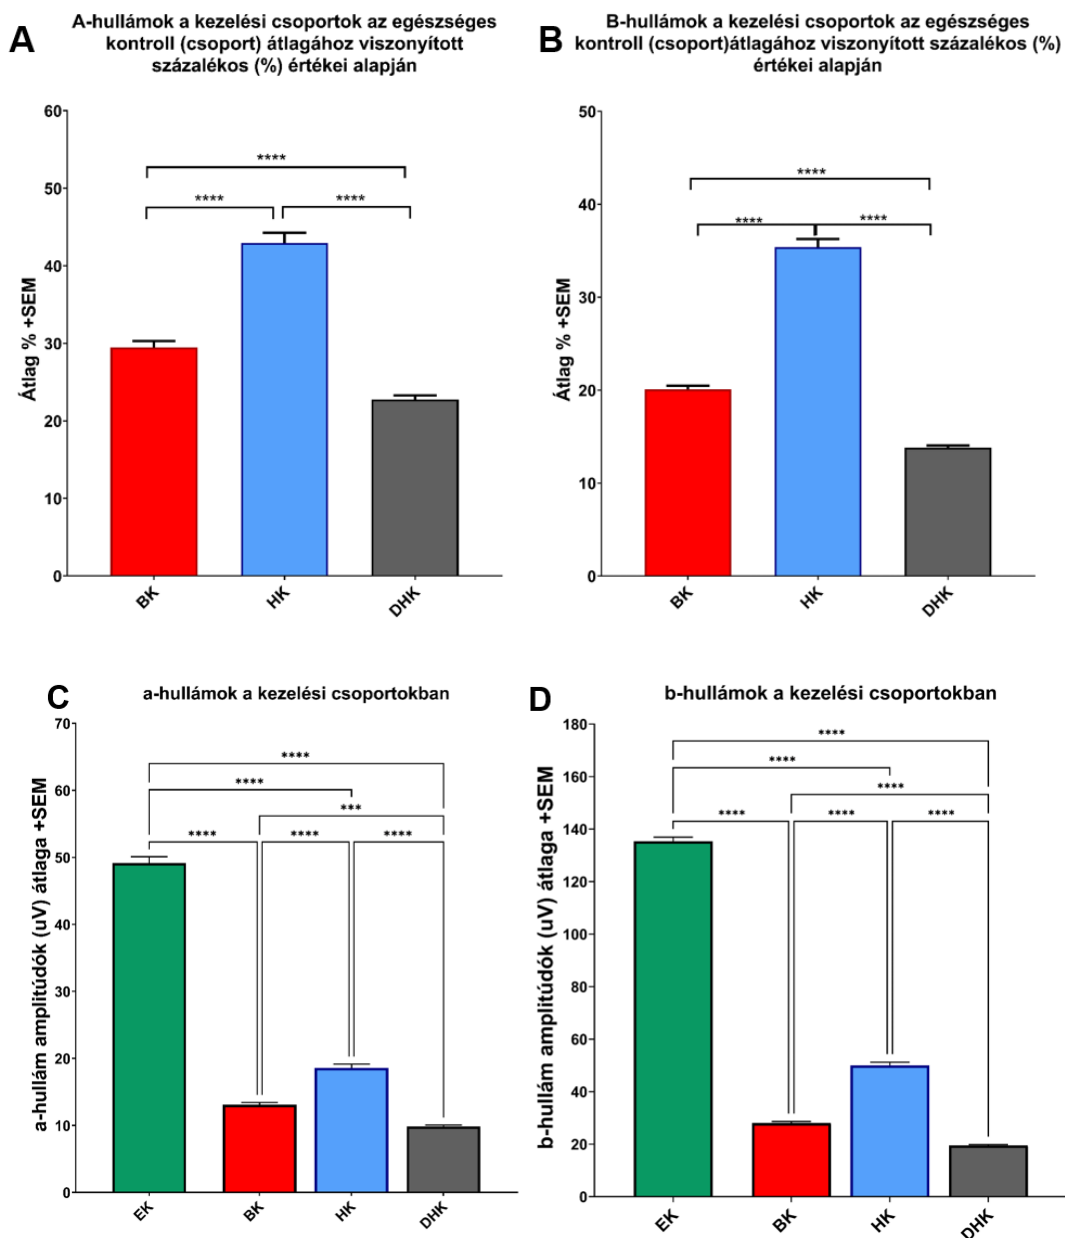 A
A-hullámok a kezelési csoportok az egészséges
kontroll (csoport) átlagához viszonyított
százalékos (%) értékei alapján
Átlag % +SEM
60
50
40
30
20
10
0
****
****
****
BK
HK
DHK
B
B-hullámok a kezelési csoportok az egészséges
kontroll (csoport)átlagához viszonyított százalékos (%)
értékei alapján
Átlag % +SEM
50
40
30
20
10
0
****
****
****
BK
HK
DHK
C
a-hullámok a kezelési csoportokban
a-hullám amplitúdók (uV) átlaga +SEM
70
60
50
40
30
20
10
0
****
****
***
****
****
****
EK
BK
HK
DHK
D
b-hullámok a kezelési csoportokban
b-hullám amplitúdók (uV) átlaga +SEM
180
160
140
120
100
80
60
40
20
0
****
****
****
****
****
****
EK
BK
HK
DHK